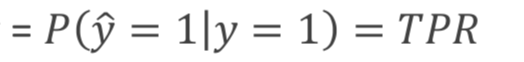 = P(ŷ = 1|y = 1) = TPR